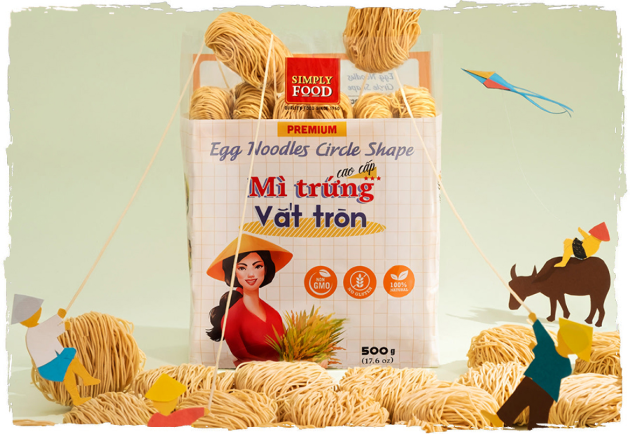 SIMPLY
FOOD
PREMIUM
Egg Noodles Circle Shape
cao cấp
Mì trứng
Vắt tròn
NON
GMO
100%
500g
(17.6 oz)